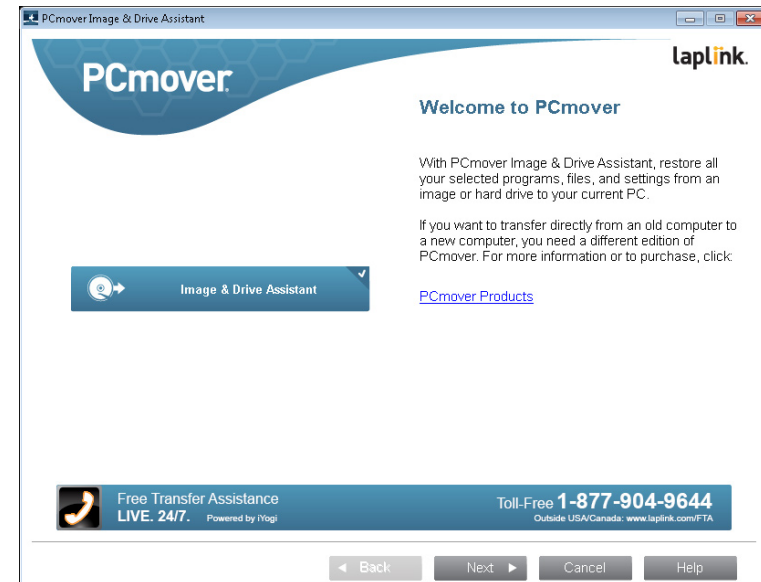 PCmover Image & Drive Assistant
PCmover
laplink.
Welcome to PCmover
With PCmover Image & Drive Assistant, restore all
your selected programs, files, and settings from an
image or hard drive to your current PC.
If you want to transfer directly from an old computer to
a new computer, you need a different edition of
PCmover. For more information or to purchase, click:
Image & Drive Assistant
PCmover Products
Free Transfer Assistance
LIVE. 24/7. Powered by iYogi
Toll-Free 1-877-904-9644
Outside USA/Canada: www.laplink.com/FTA
Back
Next
Cancel
Help